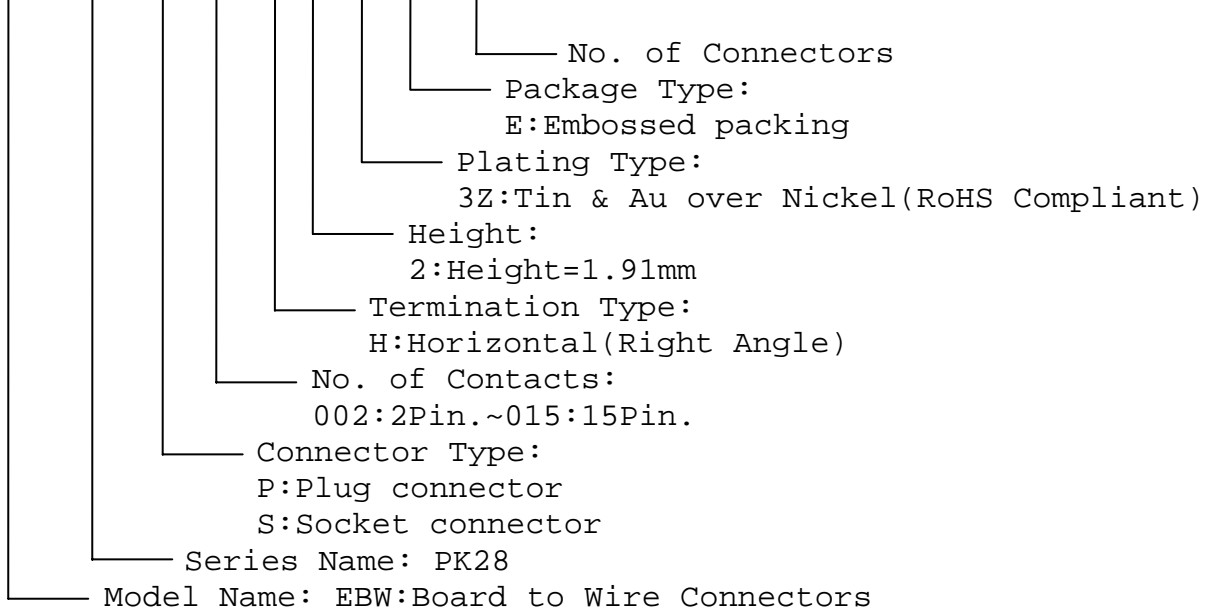 No. of Connectors
Package Type:
E:Embossed packing
Plating Type:
3Z:Tin & Au over Nickel(RoHS Compliant)
Height:
2:Height=1.91mm
Termination Type:
H:Horizontal(Right Angle)
No. of Contacts:
002:2Pin.~015:15Pin.
Connector Type:
P:Plug connector
S:Socket connector
Series Name: PK28
Model Name: EBW:Board to Wire Connectors